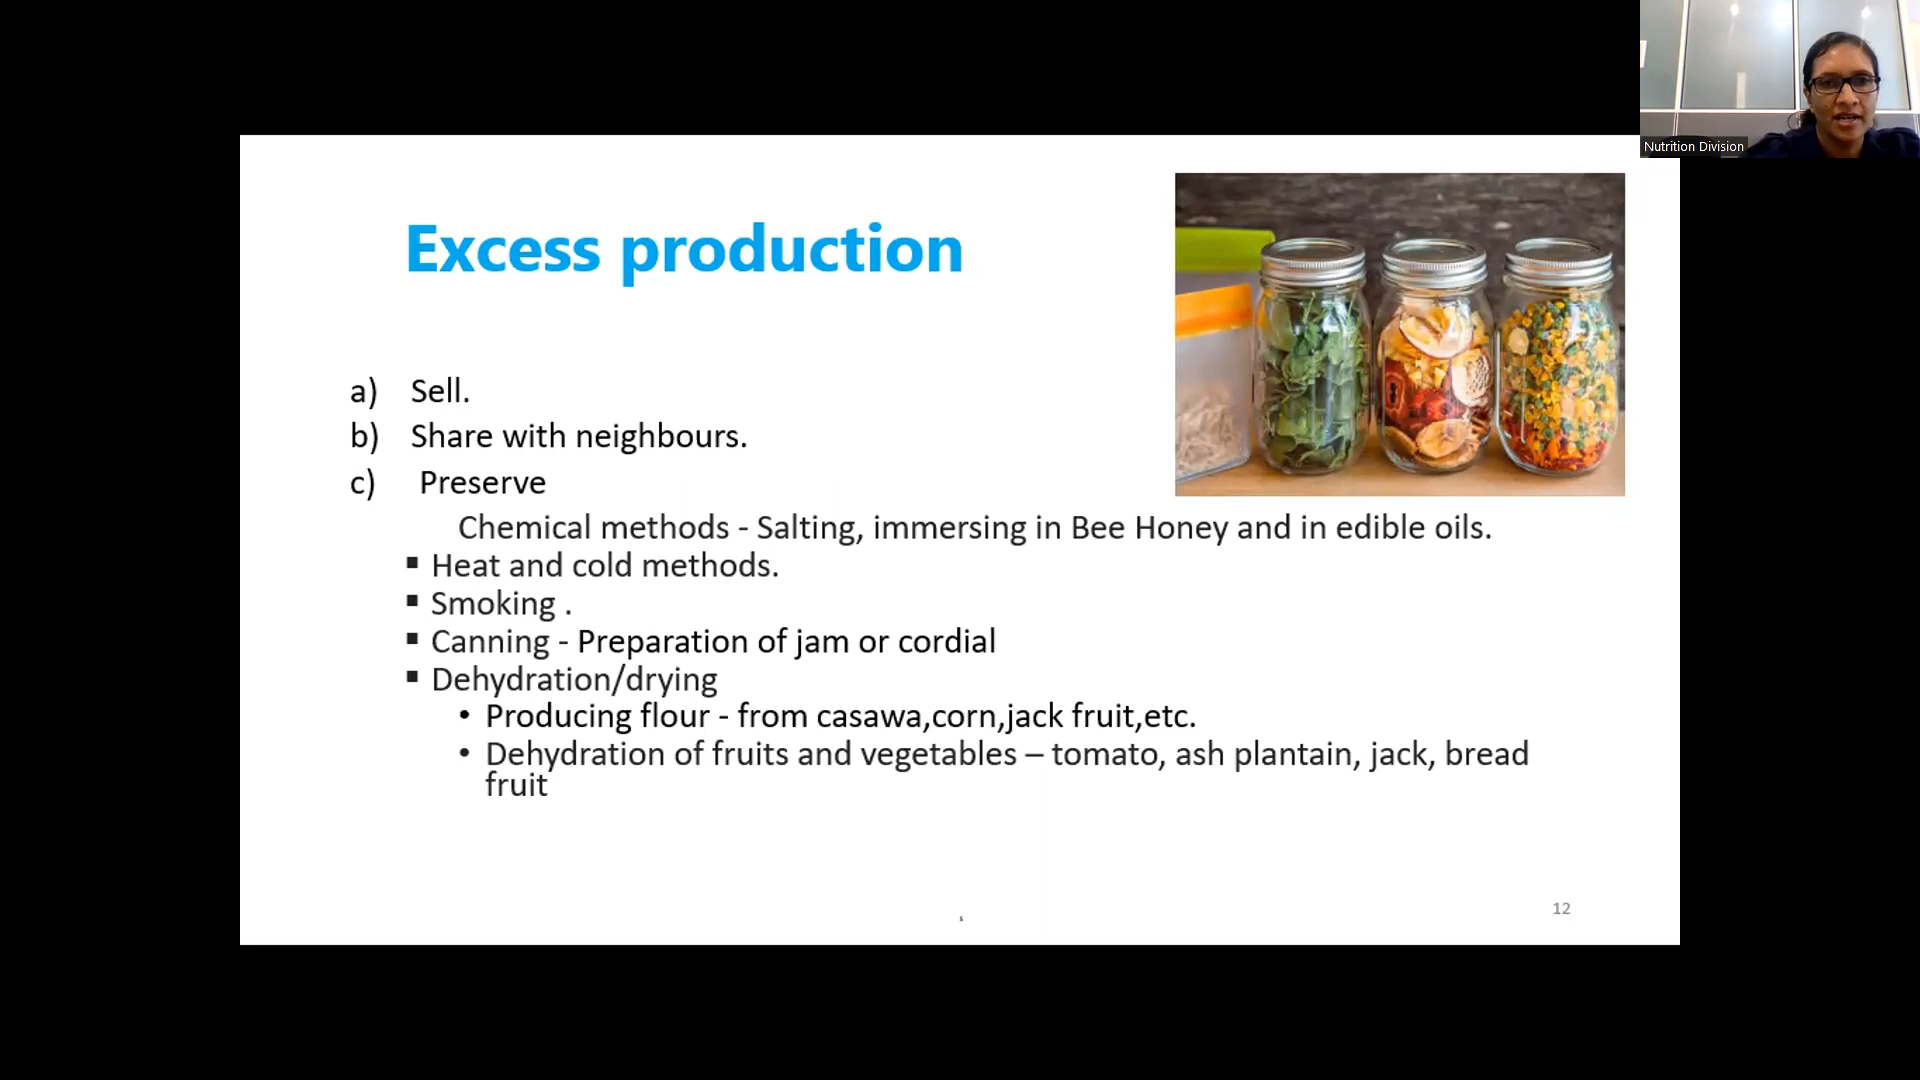 Nutrition Division
Excess production
a) Sell.
b) Share with neighbours.
c) Preserve
Chemical methods - Salting, immersing in Bee Honey and in edible oils.
▪ Heat and cold methods.
▪ Smoking .
▪ Canning - Preparation of jam or cordial
▪ Dehydration/drying
• Producing flour - from casawa,corn,jack fruit,etc.
• Dehydration of fruits and vegetables – tomato, ash plantain, jack, bread
fruit
12